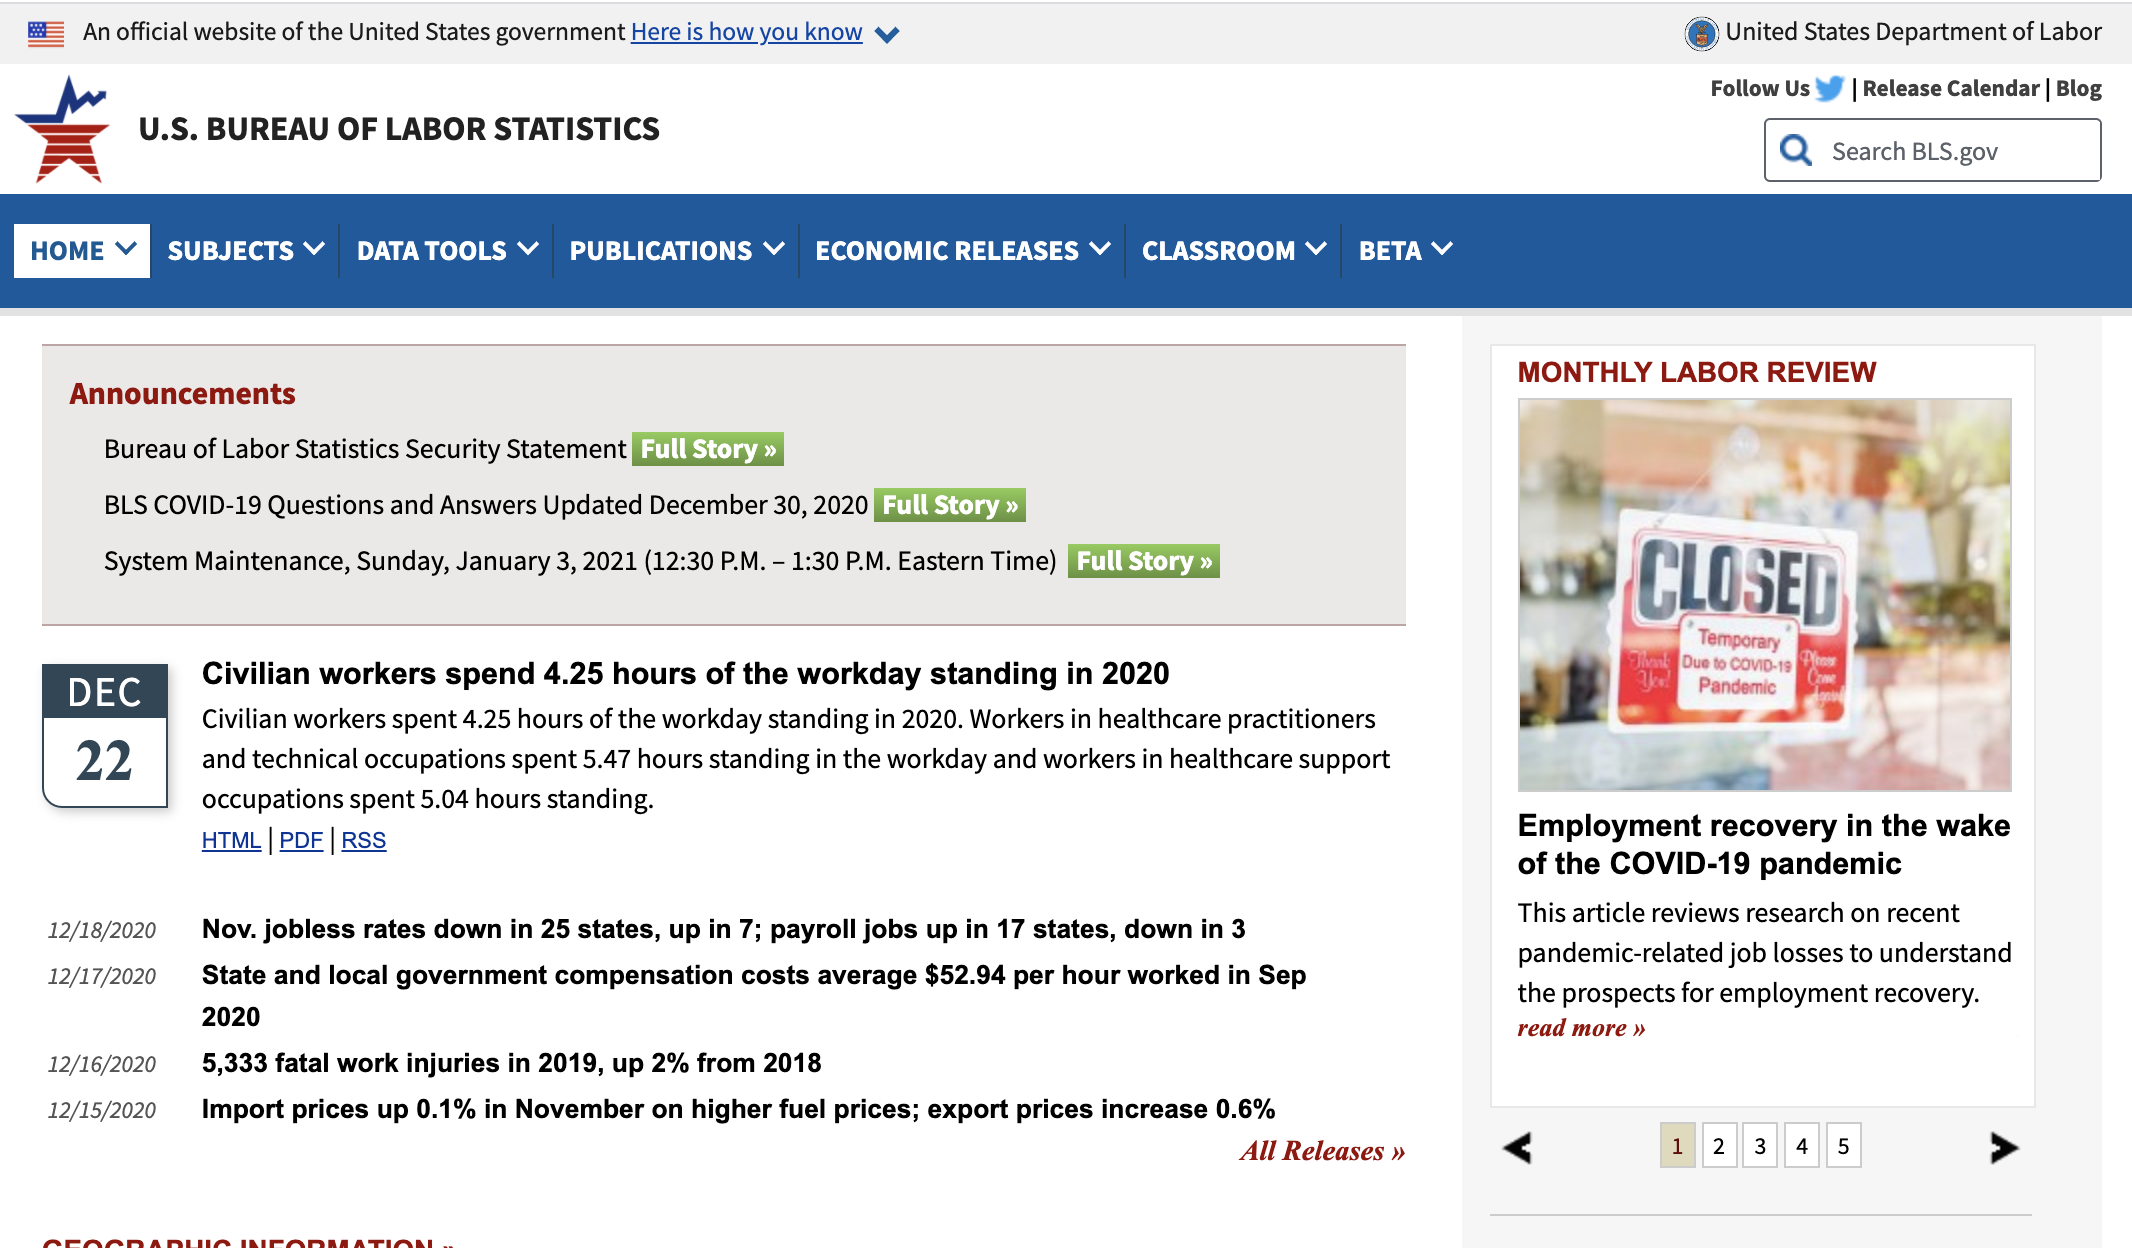 An official website of the United States government Here is how you know
United States Department of Labor
U.S. BUREAU OF LABOR STATISTICS
Follow Us | Release Calendar | Blog
Search BLS.gov
HOME SUBJECTS DATA TOOLS PUBLICATIONS ECONOMIC RELEASES CLASSROOM BETA
Announcements
Bureau of Labor Statistics Security Statement Full Story »
BLS COVID-19 Questions and Answers Updated December 30, 2020 Full Story »
System Maintenance, Sunday, January 3, 2021 (12:30 P.M. – 1:30 P.M. Eastern Time) Full Story »
DEC
22
Civilian workers spend 4.25 hours of the workday standing in 2020
Civilian workers spent 4.25 hours of the workday standing in 2020. Workers in healthcare practitioners
and technical occupations spent 5.47 hours standing in the workday and workers in healthcare support
occupations spent 5.04 hours standing.
HTML | PDF | RSS
12/18/2020 Nov. jobless rates down in 25 states, up in 7; payroll jobs up in 17 states, down in 3
12/17/2020 State and local government compensation costs average $52.94 per hour worked in Sep
2020
12/16/2020 5,333 fatal work injuries in 2019, up 2% from 2018
12/15/2020 Import prices up 0.1% in November on higher fuel prices; export prices increase 0.6%
All Releases »
GEOGRAPHIC INFORMATION »
MONTHLY LABOR REVIEW
CLOSED
Temporary
Due to COVID-19
Pandemic
Thank
You!
Please
Come
Again
Employment recovery in the wake
of the COVID-19 pandemic
This article reviews research on recent
pandemic-related job losses to understand
the prospects for employment recovery.
read more »
1 2 3 4 5